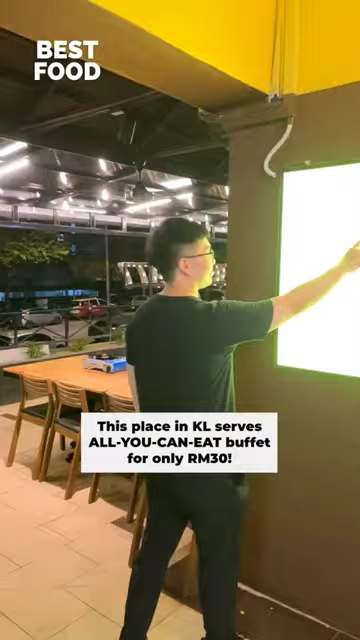 BEST
FOOD
This place in KL serves
ALL-YOU-CAN-EAT buffet
for only RM30!